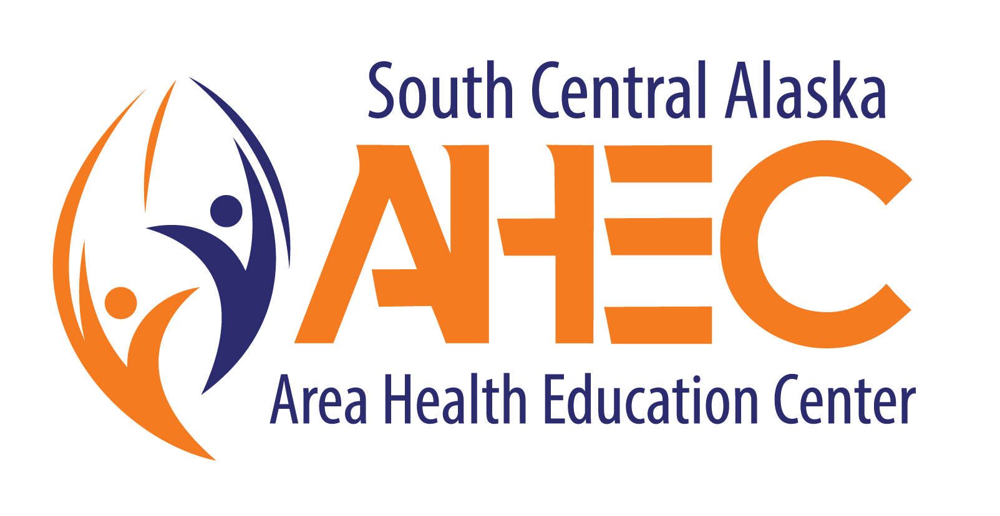 South Central Alaska
AHEC
Area Health Education Center